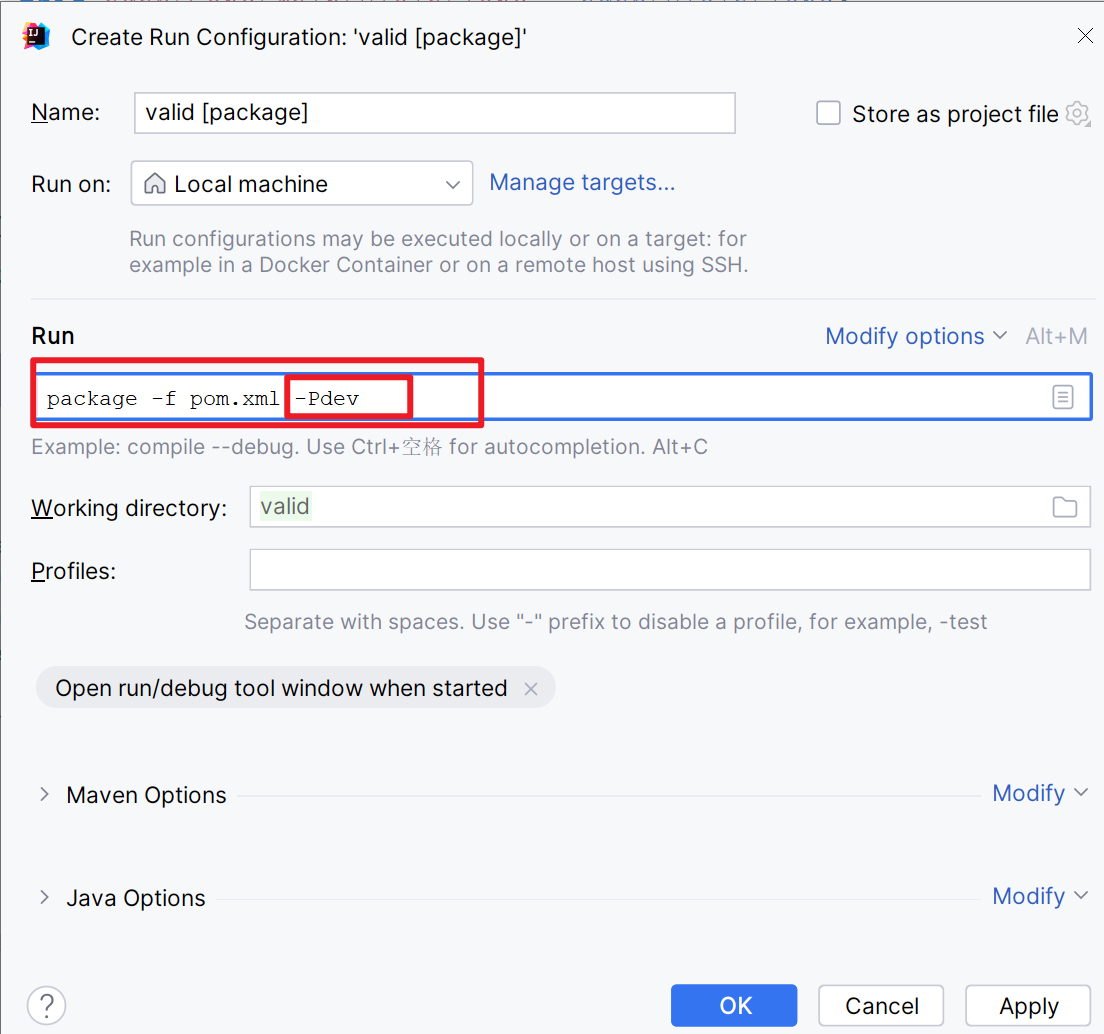 Create Run Configuration: 'valid [package]'
Name: valid [package] Store as project file
Run on: Local machine Manage targets...
Run configurations may be executed locally or on a target: for
example in a Docker Container or on a remote host using SSH.
Run Modify options Alt+M
package -f pom.xml -Pdev
Example: compile --debug. Use Ctrl+空格 for autocompletion. Alt+C
Working directory: valid
Profiles:
Separate with spaces. Use "-" prefix to disable a profile, for example, -test
Open run/debug tool window when started
Maven Options Modify
Java Options Modify
? OK Cancel Apply